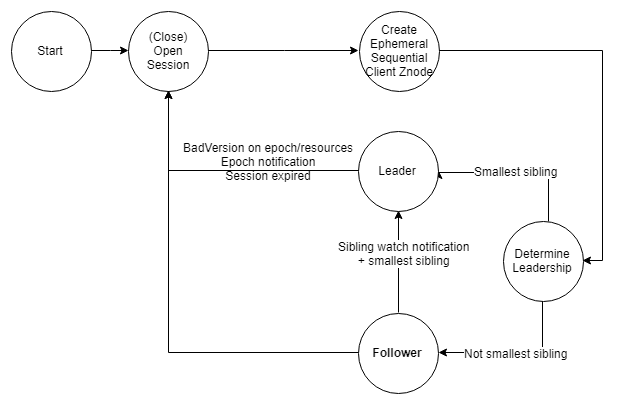 Start
(Close)
Open
Session
Create
Ephemeral
Sequential
Client Znode
BadVersion on epoch/resources
Epoch notification
Session expired
Leader
Smallest sibling
Sibling watch notification
+ smallest sibling
Determine
Leadership
Follower
Not smallest sibling